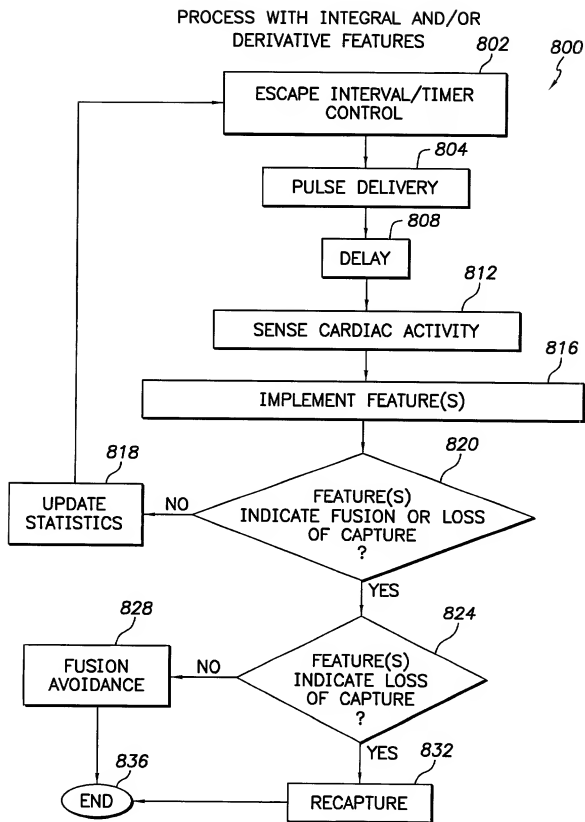 PROCESS WITH INTEGRAL AND/OR
DERIVATIVE FEATURES
800
802
ESCAPE INTERVAL/TIMER
CONTROL
804
PULSE DELIVERY
808
DELAY
812
SENSE CARDIAC ACTIVITY
816
IMPLEMENT FEATURE(S)
818
UPDATE
STATISTICS
NO
820
FEATURE(S)
INDICATE FUSION OR LOSS
OF CAPTURE
?
YES
828
FUSION
AVOIDANCE
NO
824
FEATURE(S)
INDICATE LOSS
OF CAPTURE
?
YES
836
END
832
RECAPTURE